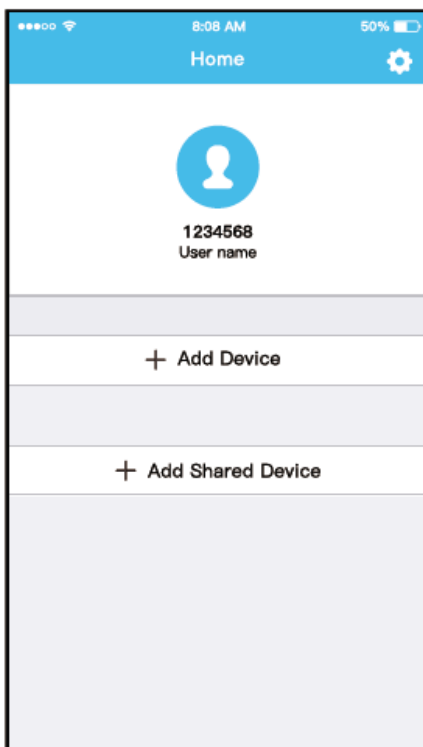 8:08 AM 50%
Home
1234568
User name
+ Add Device
+ Add Shared Device